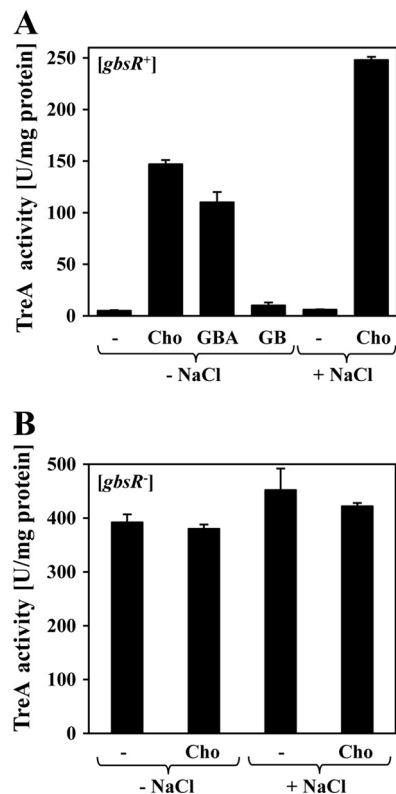 A
[gbsR+]
TreA activity [U/mg protein]
250
200
150
100
50
0
- Cho GBA GB - Cho
- NaCl + NaCl
B
[gbsR-]
TreA activity [U/mg protein]
500
400
300
200
100
0
- Cho - Cho
- NaCl + NaCl